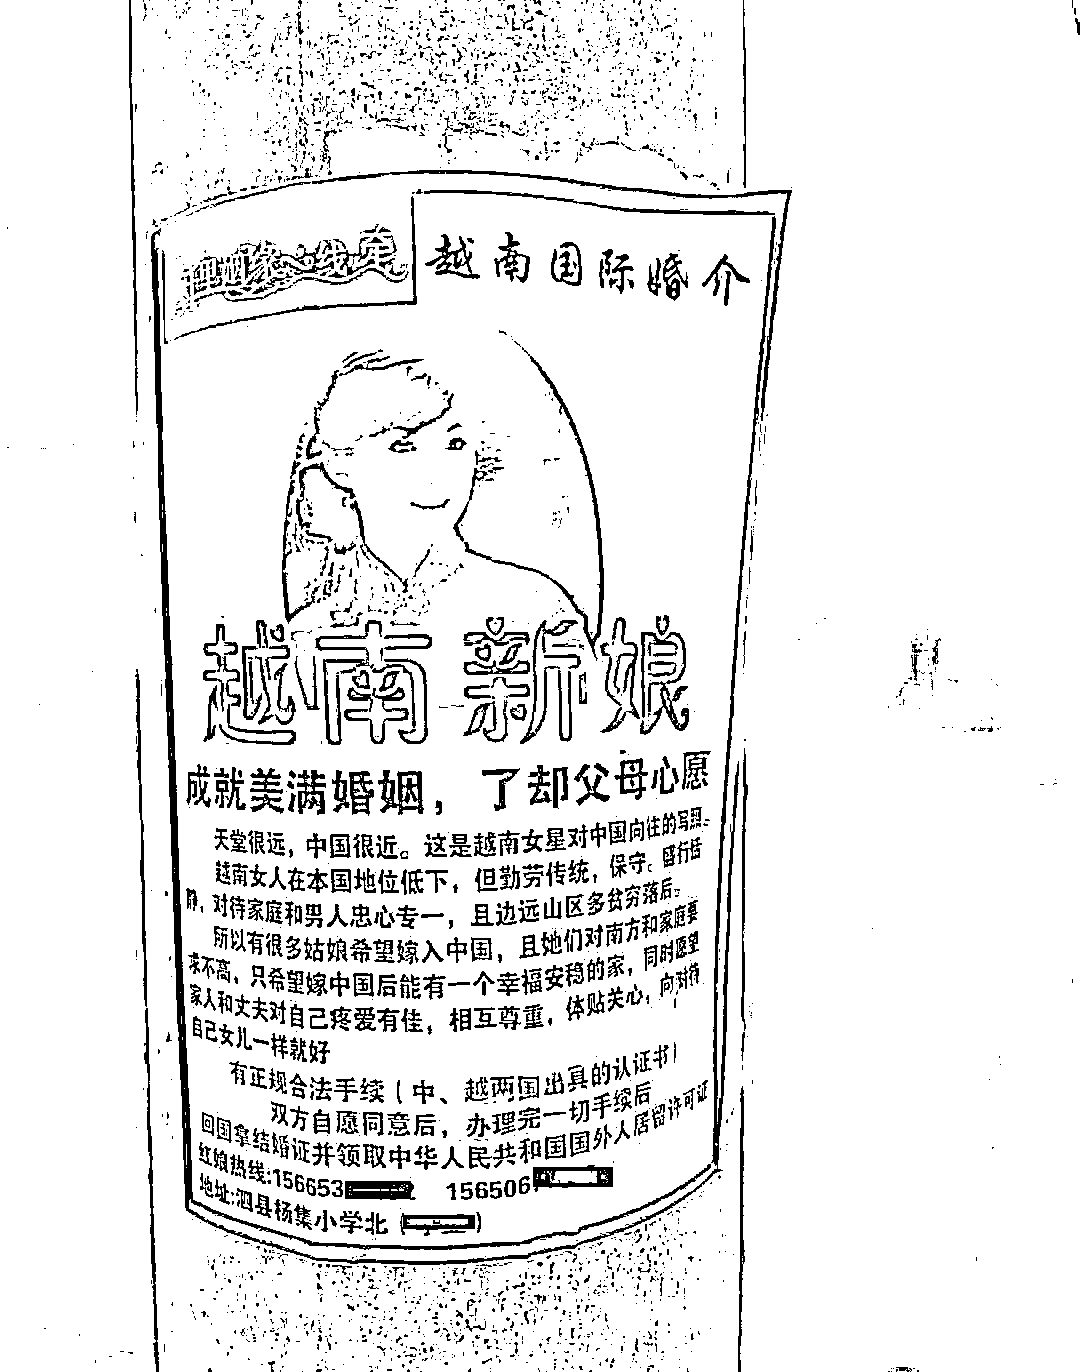 越南国际婚介
越南新娘
成就美满婚姻，了却父母心愿
天堂很远，中国很近。这是越南女星对中国向往的写照。
越南女人在本国地位低下，但勤劳传统，保守。
静，对待家庭和男人忠心专一，且边远山区多贫穷落后。
所以有很多姑娘希望嫁入中国，且她们对南方和家庭要
求不高，只希望嫁中国后能有一个幸福安稳的家，同时愿望
家人和丈夫对自己疼爱有佳，相互尊重，体贴关心，向对待
自己女儿一样就好
有正规合法手续（中、越两国出具的认证书）
双方自愿同意后，办理完一切手续后
回国拿结婚证并领取中华人民共和国国外人居留许可证
红娘热线:156653 156506
地址:泗县杨集小学北（